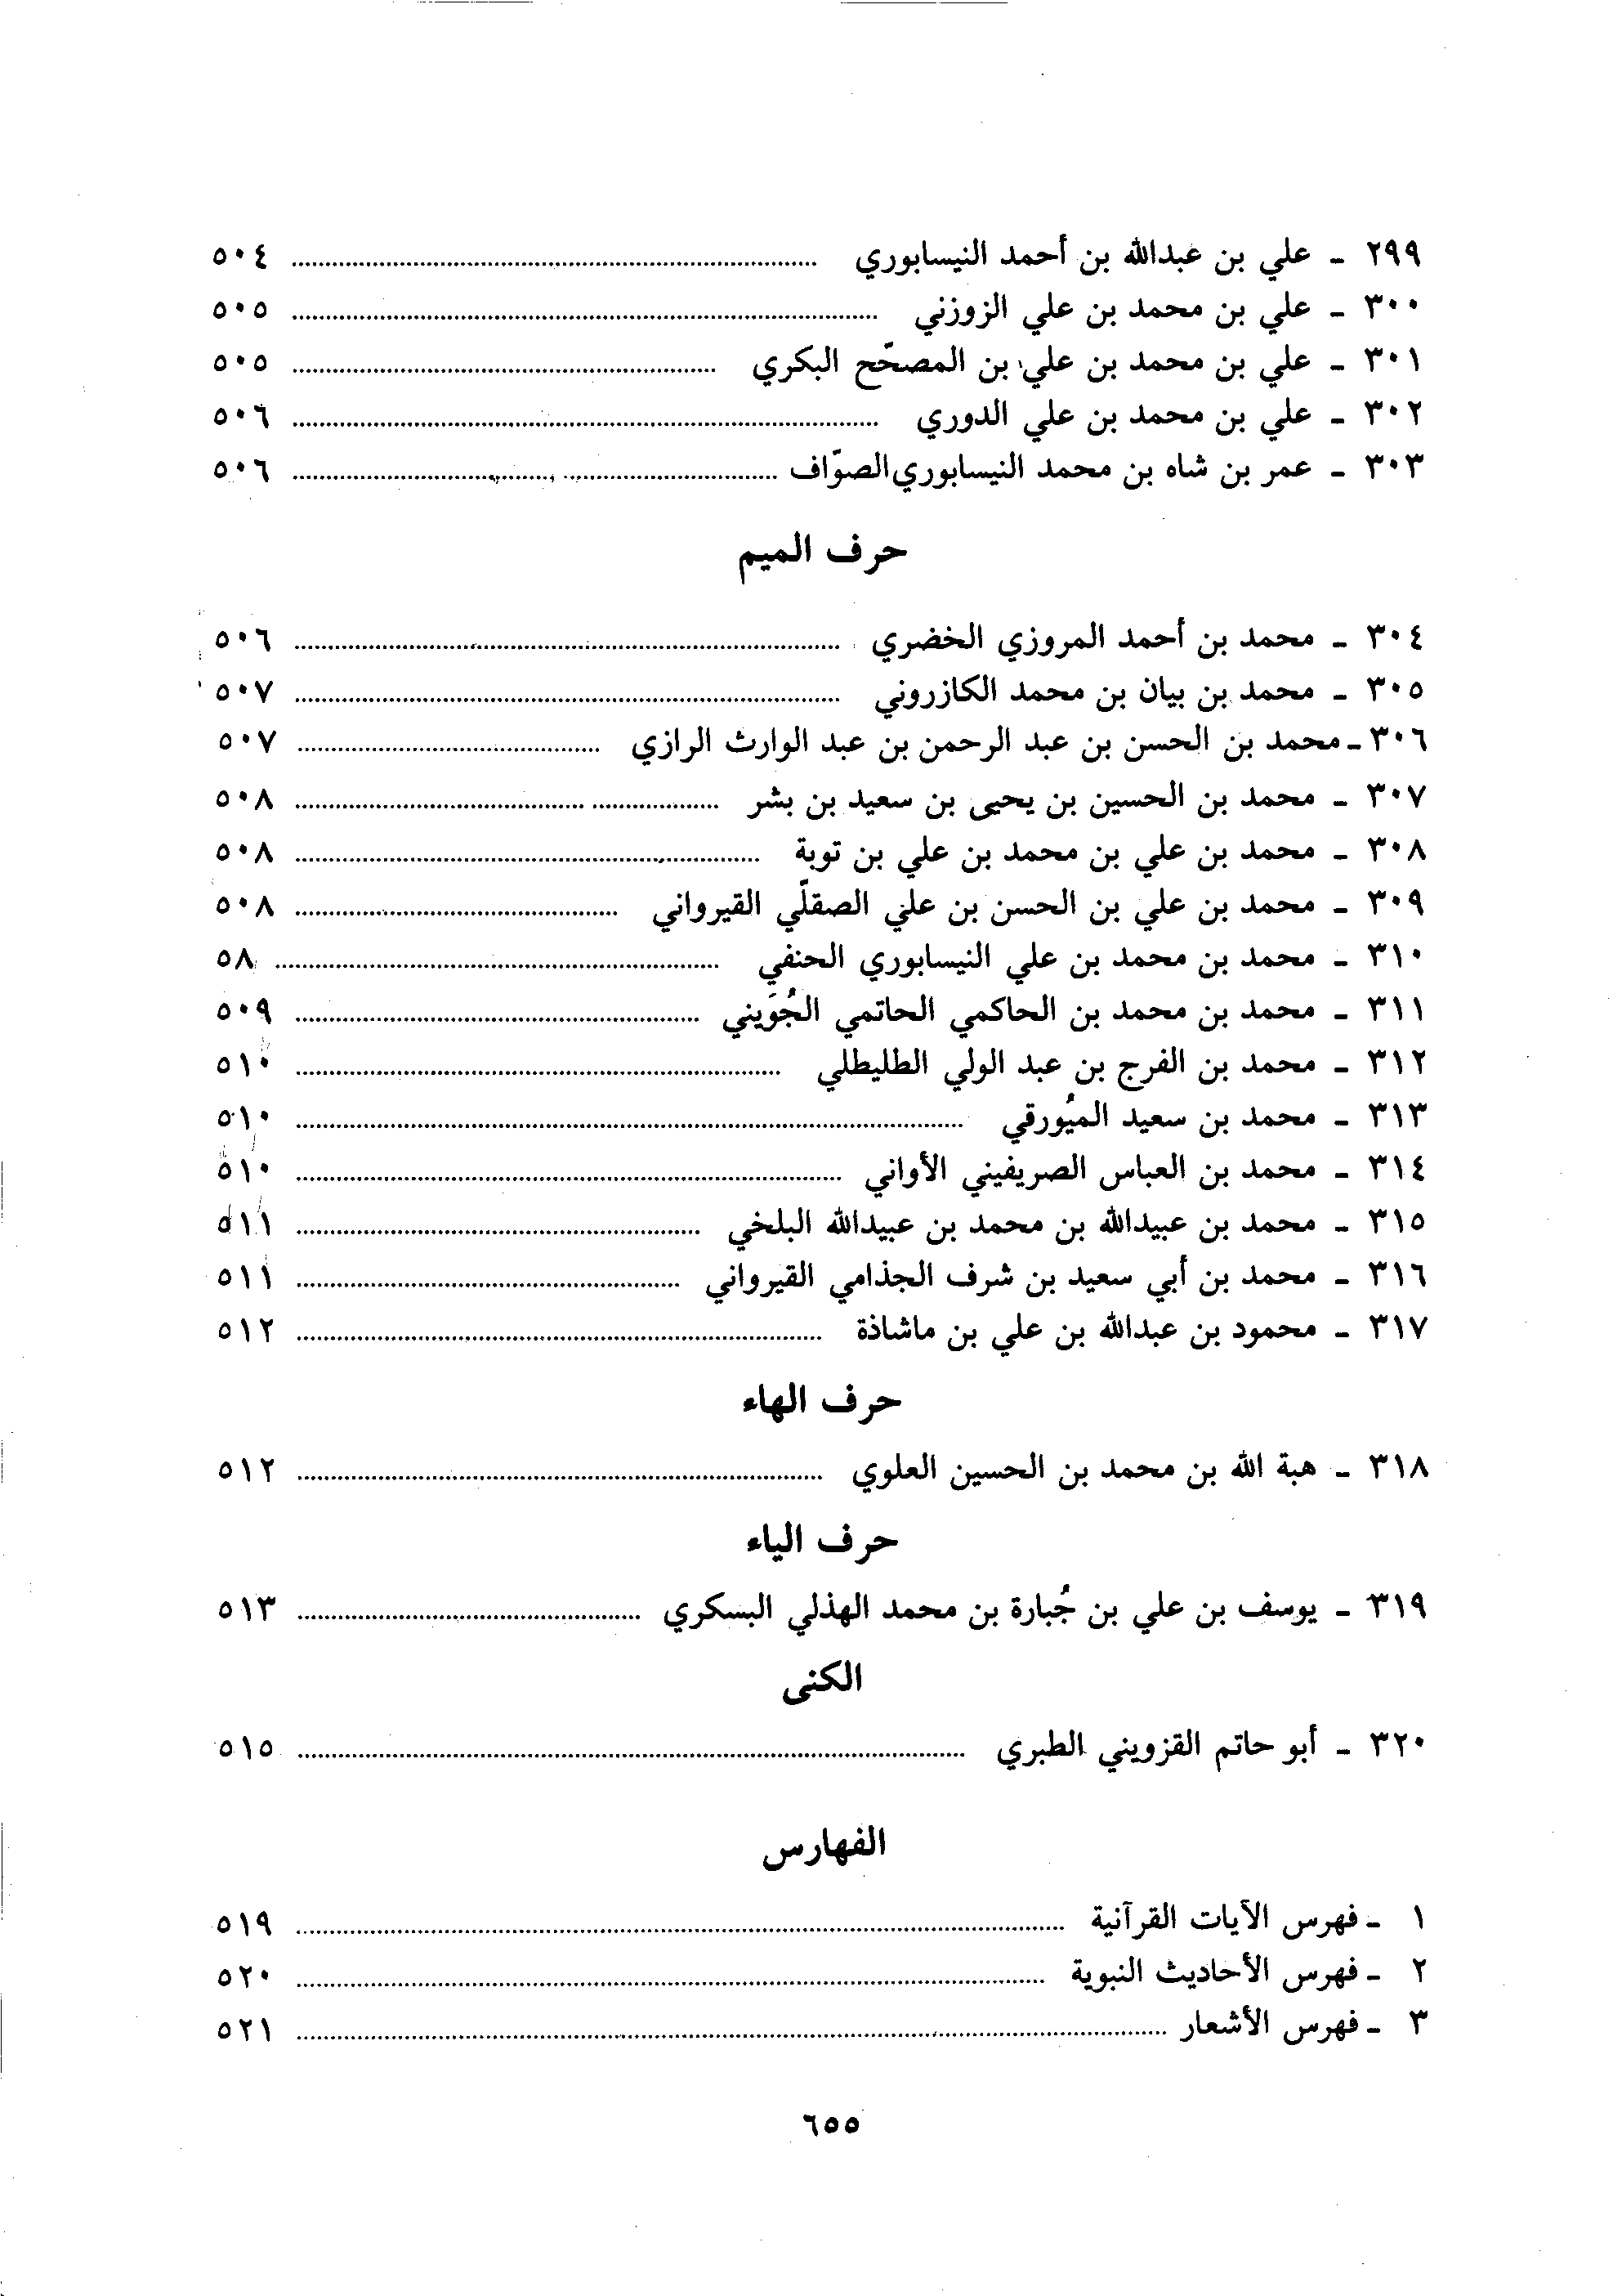 ٢٩٩ - علي بن عبدالله بن أحمد النيسابوري ........ ٥٠٤
٣٠٠ - علي بن محمد بن علي الزوزني ........ ٥٠٥
٣٠١ - علي بن محمد بن علي بن المصحّح البكري ........ ٥٠٥
٣٠٢ - علي بن محمد بن علي الدوري ........ ٥٠٦
٣٠٣ - عمر بن شاه بن محمد النيسابوري الصوّاف ........ ٥٠٦
حرف الميم
٣٠٤ - محمد بن أحمد المروزي الخضري ........ ٥٠٦
٣٠٥ - محمد بن بيان بن محمد الكازروني ........ ٥٠٧
٣٠٦ - محمد بن الحسن بن عبد الرحمن بن عبد الوارث الرازي ........ ٥٠٧
٣٠٧ - محمد بن الحسين بن يحيى بن سعيد بن بشر ........ ٥٠٨
٣٠٨ - محمد بن علي بن محمد بن علي بن توبة ........ ٥٠٨
٣٠٩ - محمد بن علي بن الحسن بن علي الصقلّي القيرواني ........ ٥٠٨
٣١٠ - محمد بن محمد بن علي النيسابوري الحنفي ........ ٥٨
٣١١ - محمد بن محمد بن الحاكمي الحاتمي الجُوَيني ........ ٥٠٩
٣١٢ - محمد بن الفرج بن عبد الولي الطليطلي ........ ٥١٠
٣١٣ - محمد بن سعيد الميُورقي ........ ٥١٠
٣١٤ - محمد بن العباس الصريفيني الأواني ........ ٥١٠
٣١٥ - محمد بن عبيدالله بن محمد بن عبيدالله البلخي ........ ٥١١
٣١٦ - محمد بن أبي سعيد بن شرف الجذامي القيرواني ........ ٥١١
٣١٧ - محمود بن عبدالله بن علي بن ماشاذة ........ ٥١٢
حرف الهاء
٣١٨ - هبة الله بن محمد بن الحسين العلوي ........ ٥١٢
حرف الياء
٣١٩ - يوسف بن علي بن جُبارة بن محمد الهذلي البسكري ........ ٥١٣
الكنى
٣٢٠ - أبو حاتم القزويني الطبري ........ ٥١٥
الفهارس
١ - فهرس الآيات القرآنية ........ ٥١٩
٢ - فهرس الأحاديث النبوية ........ ٥٢٠
٣ - فهرس الأشعار ........ ٥٢١
٦٥٥